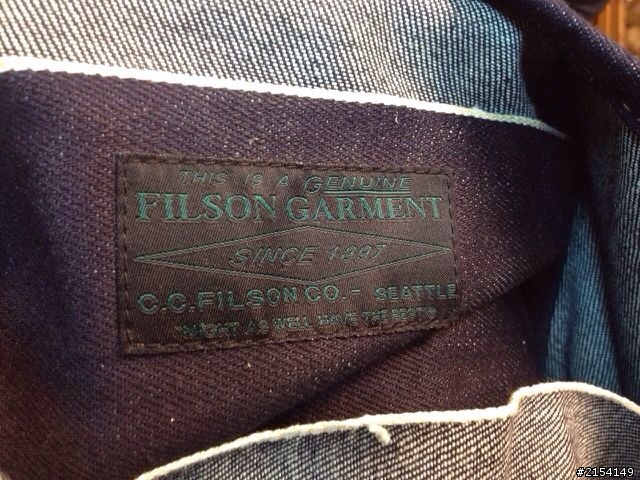 THIS IS A GENUINE
FILSON GARMENT
SINCE 1897
C.C. FILSON CO. - SEATTLE
"MIGHT AS WELL HAVE THE BEST"
#2154149